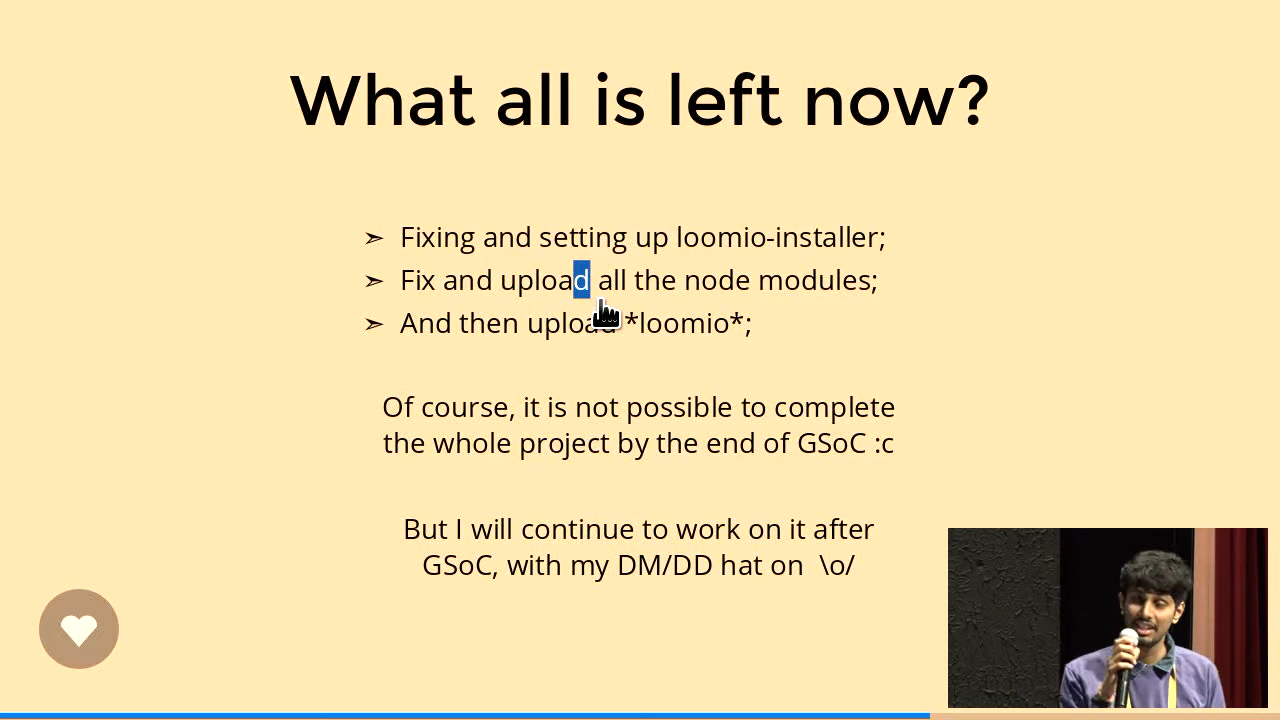 What all is left now?
➣ Fixing and setting up loomio-installer;
➣ Fix and upload all the node modules;
➣ And then upload *loomio*;
Of course, it is not possible to complete
the whole project by the end of GSoC :c
But I will continue to work on it after
GSoC, with my DM/DD hat on \o/